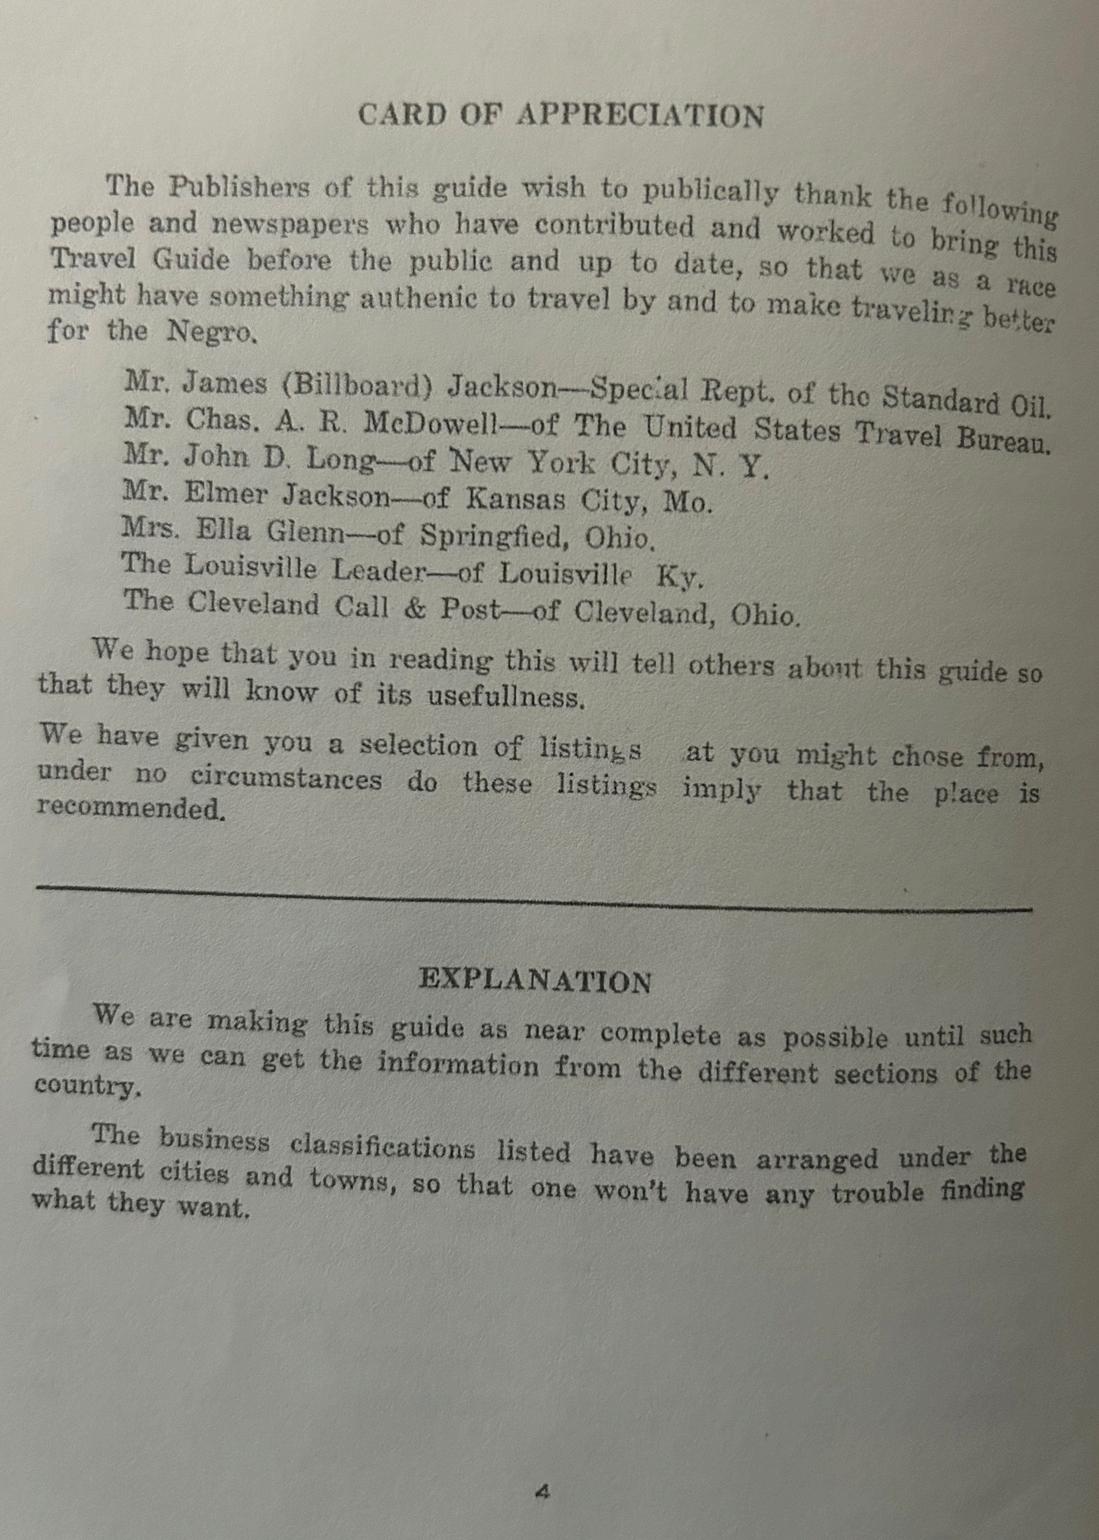 CARD OF APPRECIATION
The Publishers of this guide wish to publically thank the following
people and newspapers who have contributed and worked to bring this
Travel Guide before the public and up to date, so that we as a race
might have something authenic to travel by and to make traveling better
for the Negro.
Mr. James (Billboard) Jackson—Special Rept. of the Standard Oil.
Mr. Chas. A. R. McDowell—of The United States Travel Bureau.
Mr. John D. Long—of New York City, N. Y.
Mr. Elmer Jackson—of Kansas City, Mo.
Mrs. Ella Glenn—of Springfied, Ohio.
The Louisville Leader—of Louisville Ky.
The Cleveland Call & Post—of Cleveland, Ohio.
We hope that you in reading this will tell others about this guide so
that they will know of its usefullness.
We have given you a selection of listings at you might chose from,
under no circumstances do these listings imply that the place is
recommended.
EXPLANATION
We are making this guide as near complete as possible until such
time as we can get the information from the different sections of the
country.
The business classifications listed have been arranged under the
different cities and towns, so that one won't have any trouble finding
what they want.
4